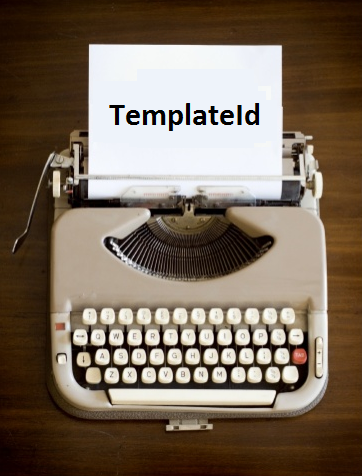 TemplateId
Q W E R T Y U I O P
A S D F G H J K L
Z X C V B N M